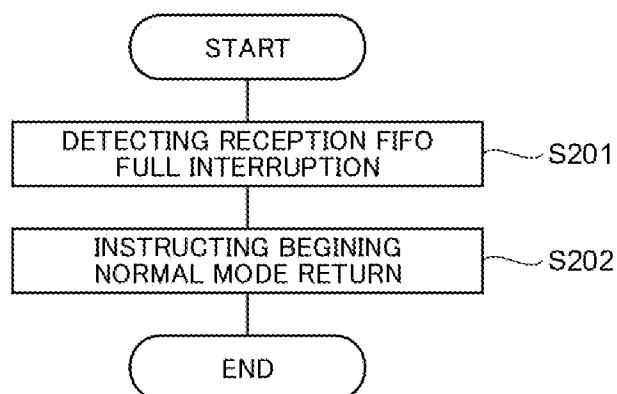 START
DETECTING RECEPTION FIFO
FULL INTERRUPTION
S201
INSTRUCTING BEGINING
NORMAL MODE RETURN
S202
END